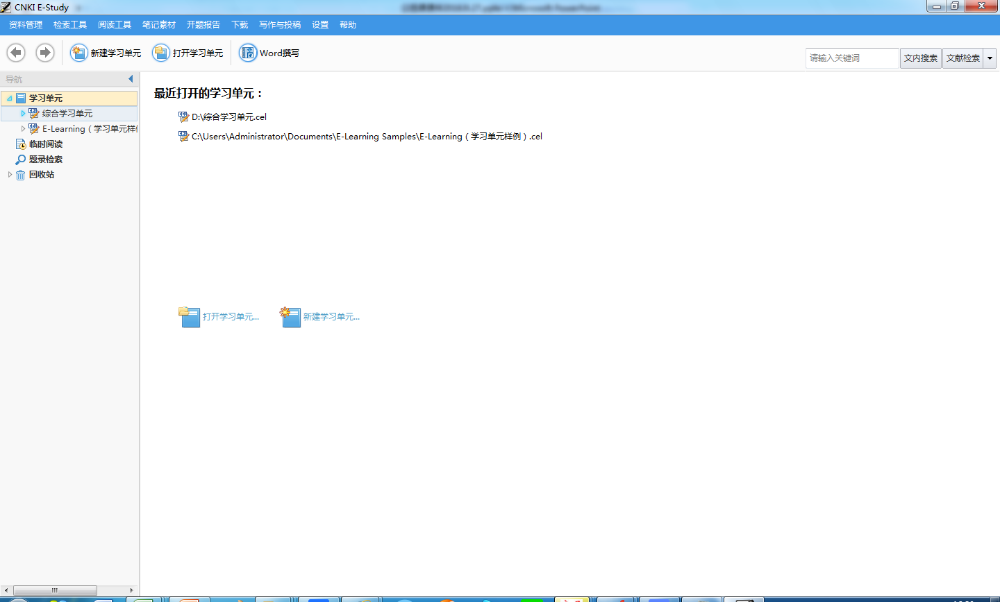 CNKI E-Study
资料管理 检索工具 阅读工具 笔记素材 开题报告 下载 写作与投稿 设置 帮助
新建学习单元 打开学习单元 Word撰写 请输入关键词 文内搜索 文献检索
导航
学习单元
综合学习单元
E-Learning（学习单元样
临时阅读
题录检索
回收站
最近打开的学习单元：
D:\综合学习单元.cel
C:\Users\Administrator\Documents\E-Learning Samples\E-Learning（学习单元样例）.cel
打开学习单元... 新建学习单元...